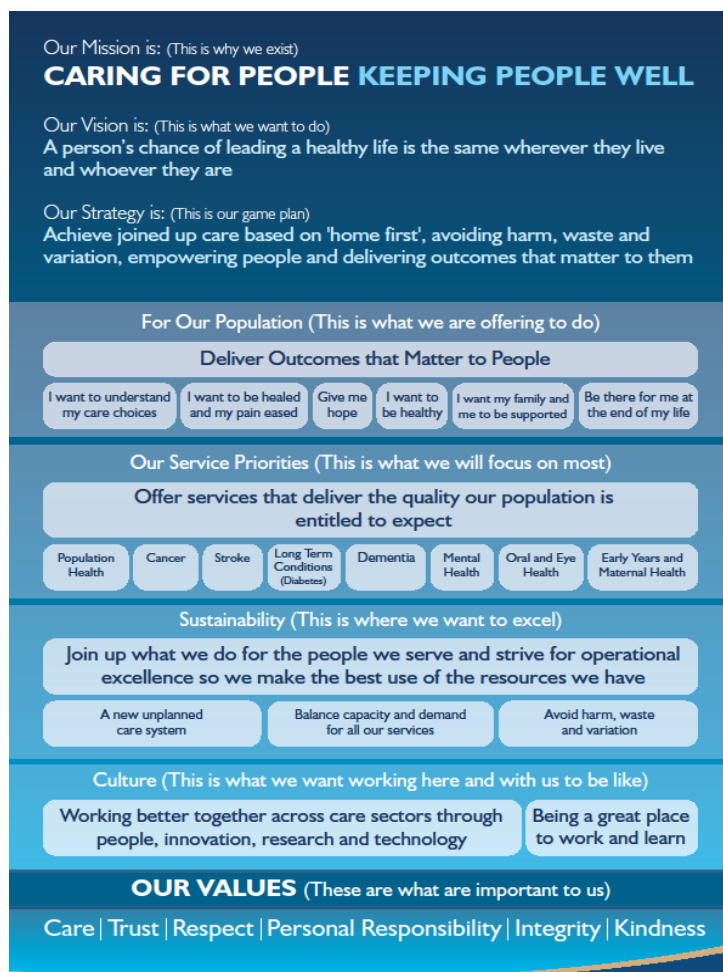 Our Mission is: (This is why we exist)
CARING FOR PEOPLE KEEPING PEOPLE WELL
Our Vision is: (This is what we want to do)
A person's chance of leading a healthy life is the same wherever they live
and whoever they are
Our Strategy is: (This is our game plan)
Achieve joined up care based on 'home first', avoiding harm, waste and
variation, empowering people and delivering outcomes that matter to them
For Our Population (This is what we are offering to do)
Deliver Outcomes that Matter to People
I want to understand
my care choices
I want to be healed
and my pain eased
Give me
hope
I want to
be healthy
I want my family and
me to be supported
Be there for me at
the end of my life
Our Service Priorities (This is what we will focus on most)
Offer services that deliver the quality our population is
entitled to expect
Population
Health
Cancer
Stroke
Long Term
Conditions
(Diabetes)
Dementia
Mental
Health
Oral and Eye
Health
Early Years and
Maternal Health
Sustainability (This is where we want to excel)
Join up what we do for the people we serve and strive for operational
excellence so we make the best use of the resources we have
A new unplanned
care system
Balance capacity and demand
for all our services
Avoid harm, waste
and variation
Culture (This is what we want working here and with us to be like)
Working better together across care sectors through
people, innovation, research and technology
Being a great place
to work and learn
OUR VALUES (These are what are important to us)
Care | Trust | Respect | Personal Responsibility | Integrity | Kindness